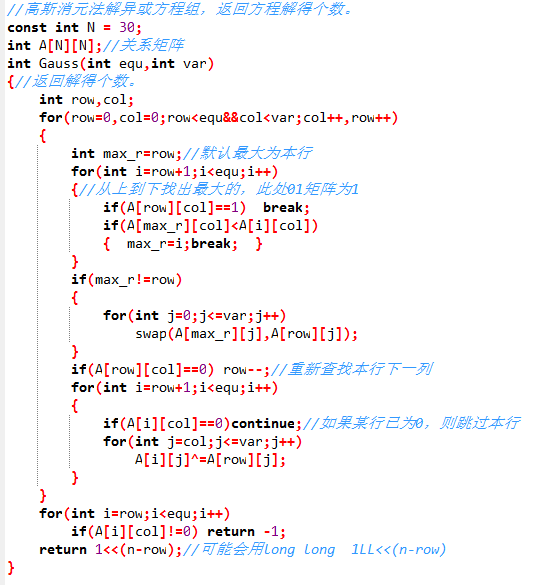 //高斯消元法解异或方程组，返回方程解得个数。
const int N = 30;
int A[N][N];//关系矩阵
int Gauss(int equ,int var)
{//返回解得个数。
    int row,col;
    for(row=0,col=0;row<equ&&col<var;col++,row++)
    {
        int max_r=row;//默认最大为本行
        for(int i=row+1;i<equ;i++)
        {//从上到下找出最大的，此处01矩阵为1
            if(A[row][col]==1)  break;
            if(A[max_r][col]<A[i][col])
            {  max_r=i;break;  }
        }
        if(max_r!=row)
        {
            for(int j=0;j<=var;j++)
                swap(A[max_r][j],A[row][j]);
        }
        if(A[row][col]==0) row--;//重新查找本行下一列
        for(int i=row+1;i<equ;i++)
        {
            if(A[i][col]==0)continue;//如果某行已为0，则跳过本行
            for(int j=col;j<=var;j++)
                A[i][j]^=A[row][j];
        }
    }
    for(int i=row;i<equ;i++)
        if(A[i][col]!=0) return -1;
    return 1<<(n-row);//可能会用long long  1LL<<(n-row)
}